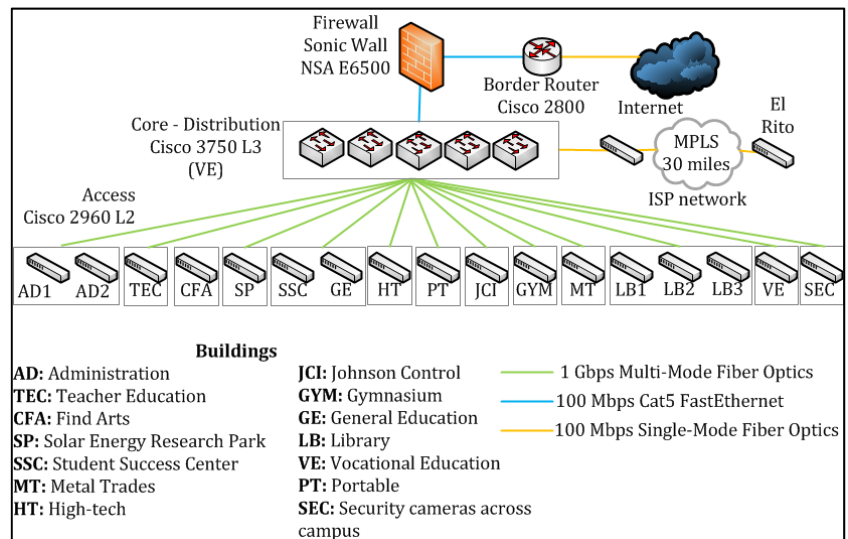 Firewall
Sonic Wall
NSA E6500
Border Router
Cisco 2800
Internet
El
Rito
Core - Distribution
Cisco 3750 L3
(VE)
MPLS
30 miles
ISP network
Access
Cisco 2960 L2
AD1 AD2 TEC CFA SP SSC GE HT PT JCI GYM MT LB1 LB2 LB3 VE SEC
Buildings
AD: Administration
TEC: Teacher Education
CFA: Find Arts
SP: Solar Energy Research Park
SSC: Student Success Center
MT: Metal Trades
HT: High-tech
JCI: Johnson Control
GYM: Gymnasium
GE: General Education
LB: Library
VE: Vocational Education
PT: Portable
SEC: Security cameras across
campus
1 Gbps Multi-Mode Fiber Optics
100 Mbps Cat5 FastEthernet
100 Mbps Single-Mode Fiber Optics